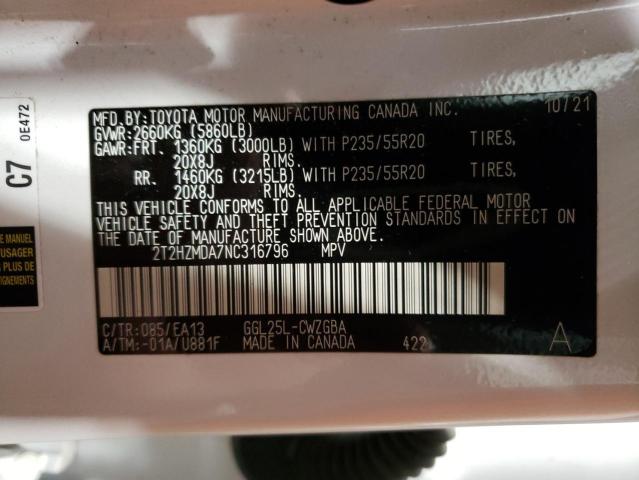 MFD.BY:TOYOTA MOTOR MANUFACTURING CANADA INC. 10/21
GVWR:2660KG (5860LB)
GAWR:FRT. 1360KG (3000LB) WITH P235/55R20 TIRES,
20X8J RIMS.
RR. 1460KG (3215LB) WITH P235/55R20 TIRES,
20X8J RIMS.
THIS VEHICLE CONFORMS TO ALL APPLICABLE FEDERAL MOTOR
VEHICLE SAFETY AND THEFT PREVENTION STANDARDS IN EFFECT ON
THE DATE OF MANUFACTURE SHOWN ABOVE.
2T2HZMDA7NC316796 MPV
C/TR:085/EA13 GGL25L-CWZGBA
A/TM:-01A/U881F MADE IN CANADA 422 A
C7 0E472
E MANUEL
USAGER
A PLUS DE